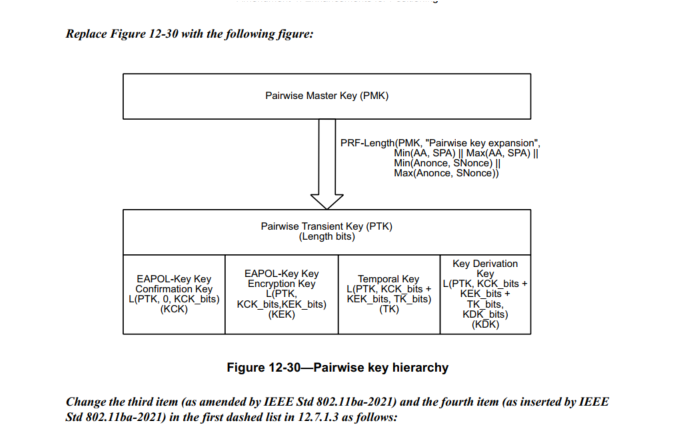 Replace Figure 12-30 with the following figure:
Pairwise Master Key (PMK)
PRF-Length(PMK, "Pairwise key expansion",
Min(AA, SPA) || Max(AA, SPA) ||
Min(Anonce, SNonce) ||
Max(Anonce, SNonce))
Pairwise Transient Key (PTK)
(Length bits)
EAPOL-Key Key
Confirmation Key
L(PTK, 0, KCK_bits)
(KCK)
EAPOL-Key Key
Encryption Key
L(PTK,
KCK_bits,KEK_bits)
(KEK)
Temporal Key
L(PTK, KCK_bits +
KEK_bits, TK_bits)
(TK)
Key Derivation
Key
L(PTK, KCK_bits +
KEK_bits +
TK_bits,
KDK_bits)
(KDK)
Figure 12-30—Pairwise key hierarchy
Change the third item (as amended by IEEE Std 802.11ba-2021) and the fourth item (as inserted by IEEE
Std 802.11ba-2021) in the first dashed list in 12.7.1.3 as follows: